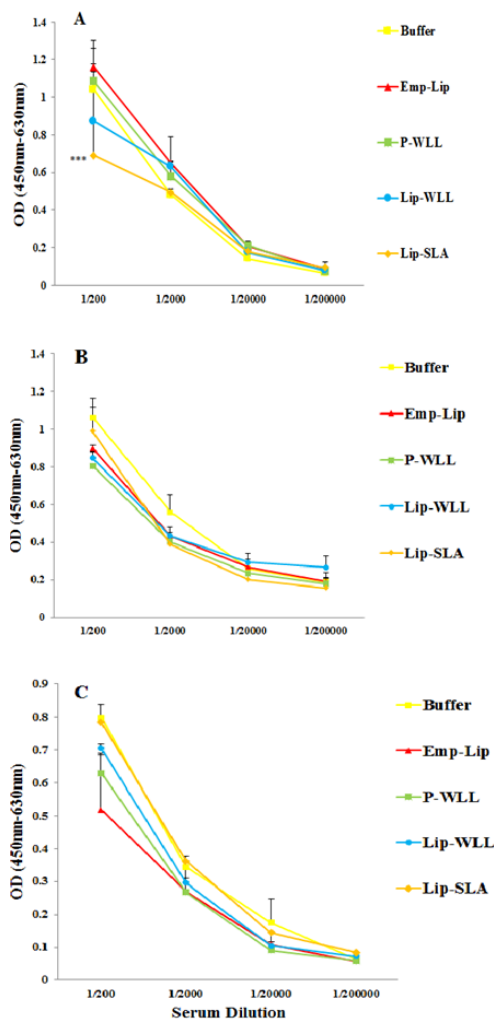 A
OD (450nm-630nm)
1.4
1.2
1
0.8
0.6
0.4
0.2
0
***
1/200
1/2000
1/20000
1/200000
Buffer
Emp-Lip
P-WLL
Lip-WLL
Lip-SLA
B
OD (450nm-630nm)
1.4
1.2
1
0.8
0.6
0.4
0.2
0
1/200
1/2000
1/20000
1/200000
Buffer
Emp-Lip
P-WLL
Lip-WLL
Lip-SLA
C
OD (450nm-630nm)
0.9
0.8
0.7
0.6
0.5
0.4
0.3
0.2
0.1
0
1/200
1/2000
1/20000
1/200000
Serum Dilution
Buffer
Emp-Lip
P-WLL
Lip-WLL
Lip-SLA